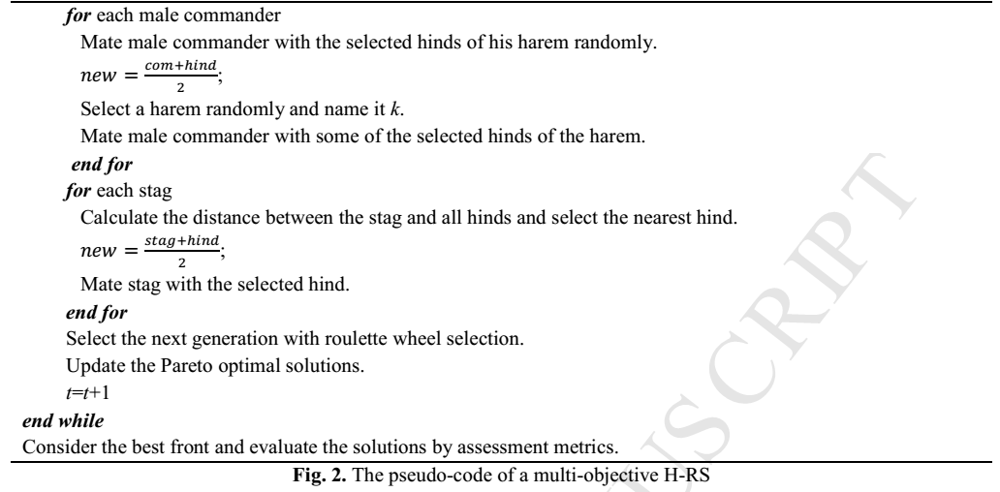 for each male commander
Mate male commander with the selected hinds of his harem randomly.
new = com+hind/2;
Select a harem randomly and name it k.
Mate male commander with some of the selected hinds of the harem.
end for
for each stag
Calculate the distance between the stag and all hinds and select the nearest hind.
new = stag+hind/2;
Mate stag with the selected hind.
end for
Select the next generation with roulette wheel selection.
Update the Pareto optimal solutions.
t=t+1
end while
Consider the best front and evaluate the solutions by assessment metrics.
Fig. 2. The pseudo-code of a multi-objective H-RS
USCRIPT